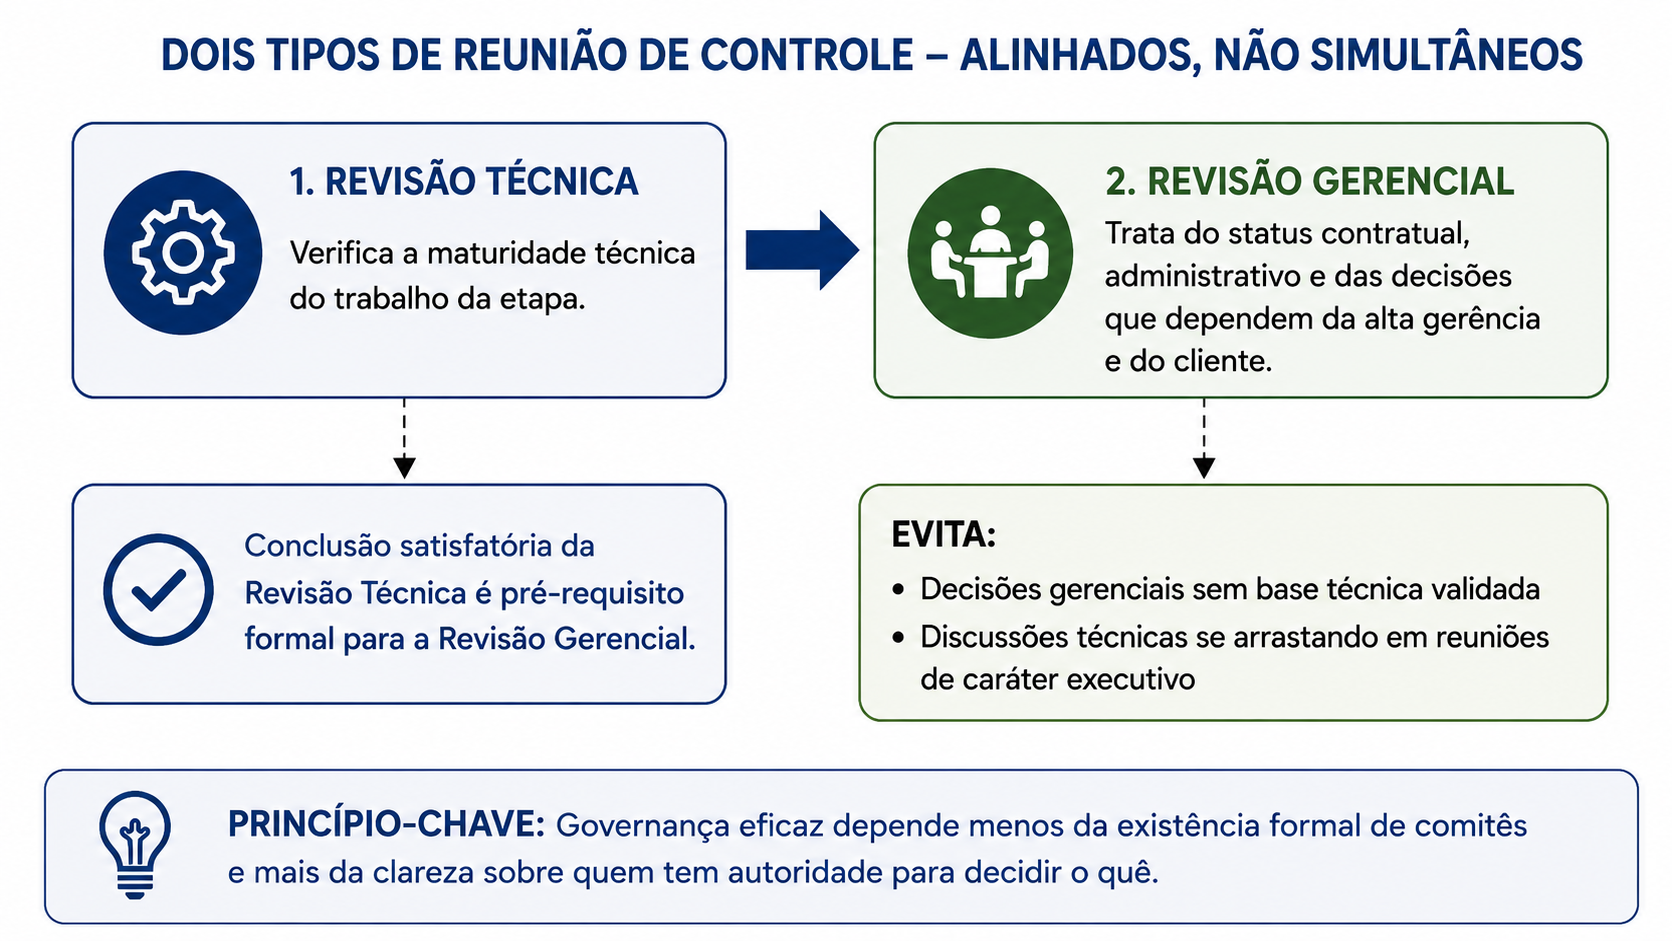 DOIS TIPOS DE REUNIÃO DE CONTROLE – ALINHADOS, NÃO SIMULTÂNEOS
1. REVISÃO TÉCNICA
Verifica a maturidade técnica
do trabalho da etapa.
2. REVISÃO GERENCIAL
Trata do status contratual,
administrativo e das decisões
que dependem da alta gerência
e do cliente.
Conclusão satisfatória da
Revisão Técnica é pré-requisito
formal para a Revisão Gerencial.
EVITA:
• Decisões gerenciais sem base técnica validada
• Discussões técnicas se arrastando em reuniões
de caráter executivo
PRINCÍPIO-CHAVE: Governança eficaz depende menos da existência formal de comitês
e mais da clareza sobre quem tem autoridade para decidir o quê.